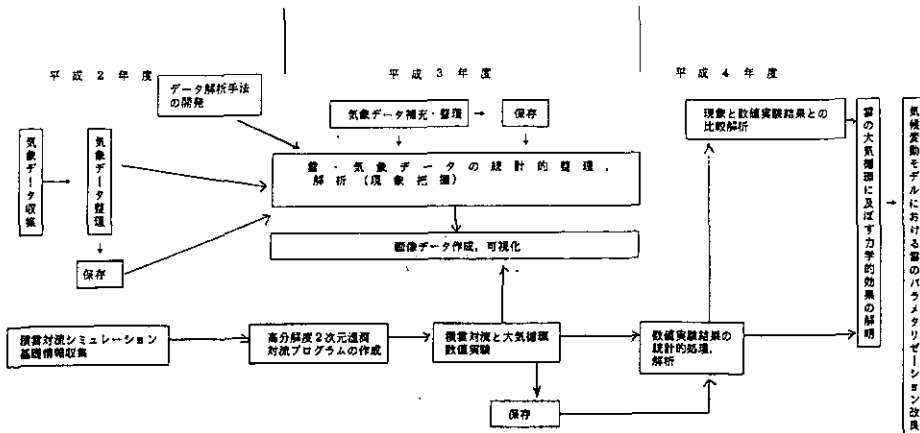 平成2年度
平成3年度
平成4年度
データ解析手法
の開発
気象データ補充・整理
→
保存
現象と数値実験結果との
比較解析
気象データ収集
気象データ整理
↓
保存
雲・気象データの統計的整理,
解析(現象把握)
画像データ作成,可視化
積雲対流シミュレーション
基礎情報収集
高分解度2次元湿潤
対流プログラムの作成
積雲対流と大気循環
数値実験
保存
数値実験結果の
統計的処理,
解析
雲の大気循環に及ぼす力学的効果の解明
→
気候変動モデルにおける雲のパラメタリゼーション改良